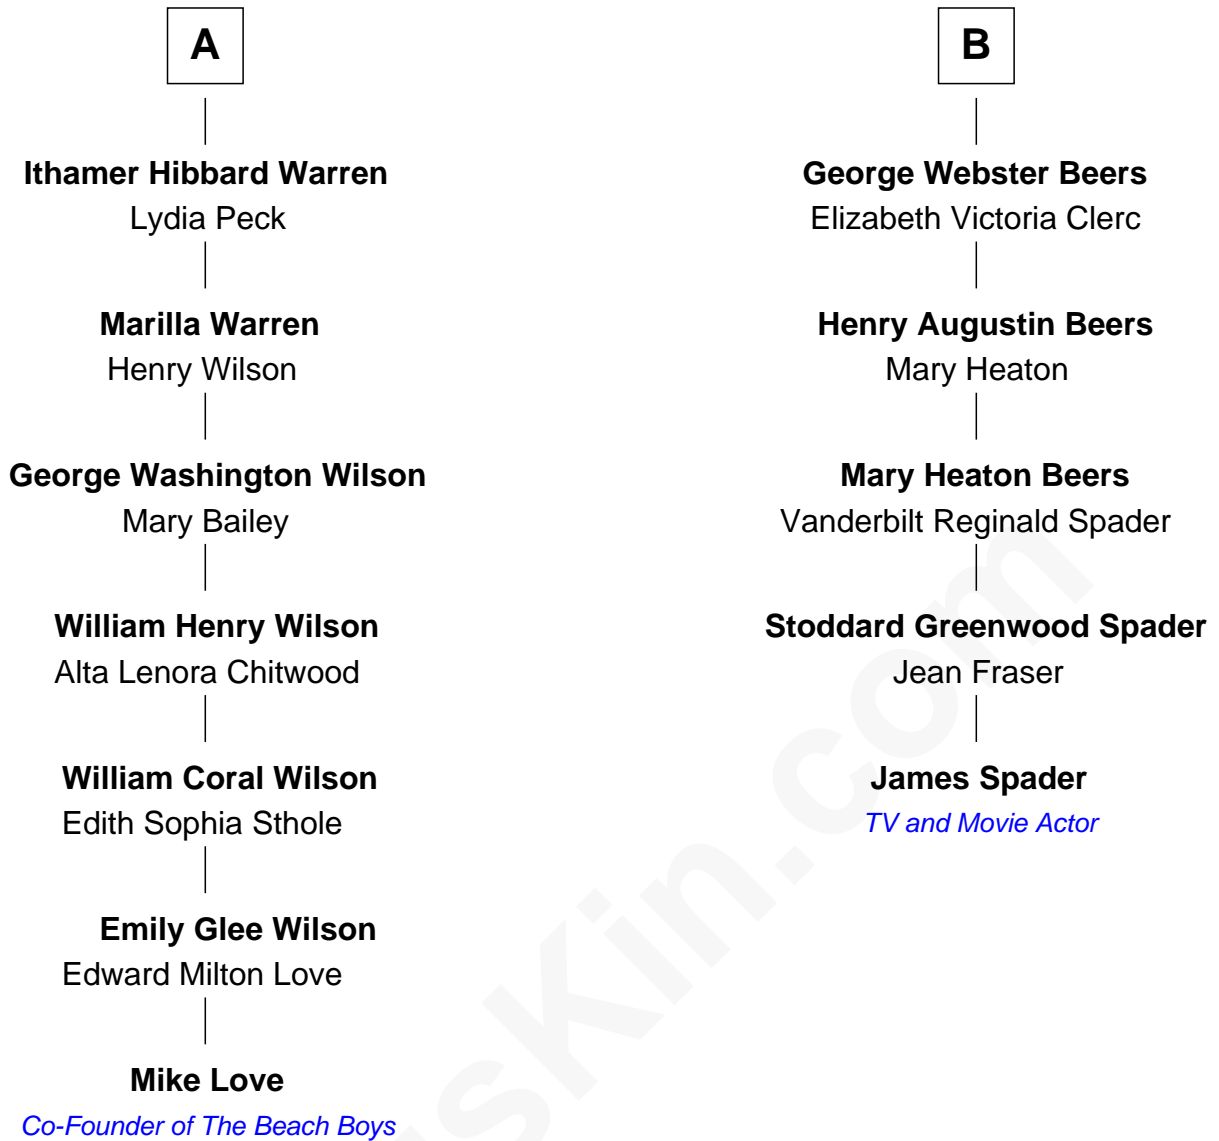 A
Ithamer Hibbard Warren
Lydia Peck
Marilla Warren
Henry Wilson
George Washington Wilson
Mary Bailey
William Henry Wilson
Alta Lenora Chitwood
William Coral Wilson
Edith Sophia Sthole
Emily Glee Wilson
Edward Milton Love
Mike Love
Co-Founder of The Beach Boys
B
George Webster Beers
Elizabeth Victoria Clerc
Henry Augustin Beers
Mary Heaton
Mary Heaton Beers
Vanderbilt Reginald Spader
Stoddard Greenwood Spader
Jean Fraser
James Spader
TV and Movie Actor